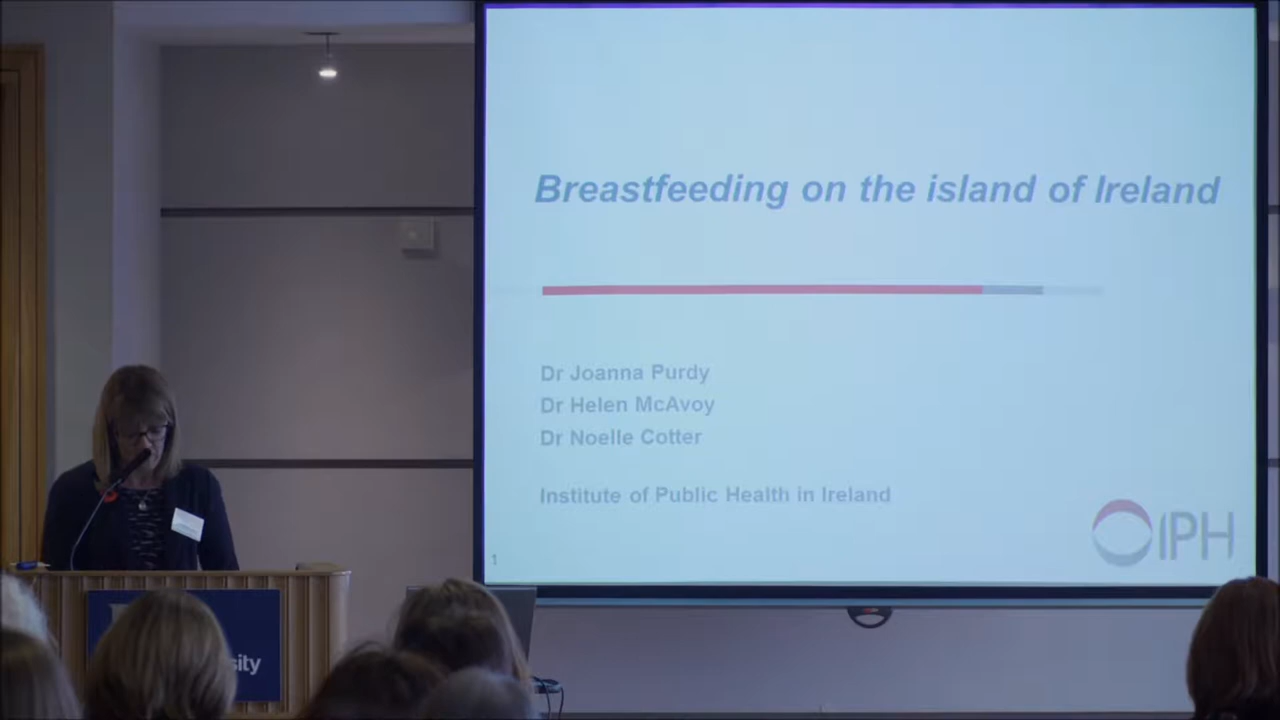 Breastfeeding on the island of Ireland
Dr Joanna Purdy
Dr Helen McAvoy
Dr Noelle Cotter
Institute of Public Health in Ireland
IPH
1